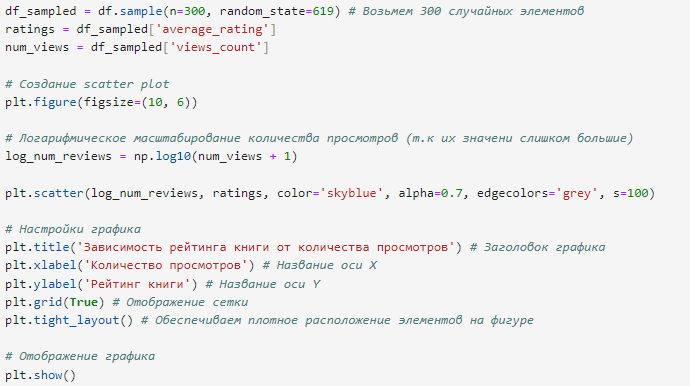 df_sampled = df.sample(n=300, random_state=619) # Возьмем 300 случайных элементов
ratings = df_sampled['average_rating']
num_views = df_sampled['views_count']
# Создание scatter plot
plt.figure(figsize=(10, 6))
# Логарифмическое масштабирование количества просмотров (т.к их значени слишком большие)
log_num_reviews = np.log10(num_views + 1)
plt.scatter(log_num_reviews, ratings, color='skyblue', alpha=0.7, edgecolors='grey', s=100)
# Настройки графика
plt.title('Зависимость рейтинга книги от количества просмотров') # Заголовок графика
plt.xlabel('Количество просмотров') # Название оси X
plt.ylabel('Рейтинг книги') # Название оси Y
plt.grid(True) # Отображение сетки
plt.tight_layout() # Обеспечиваем плотное расположение элементов на фигуре
# Отображение графика
plt.show()